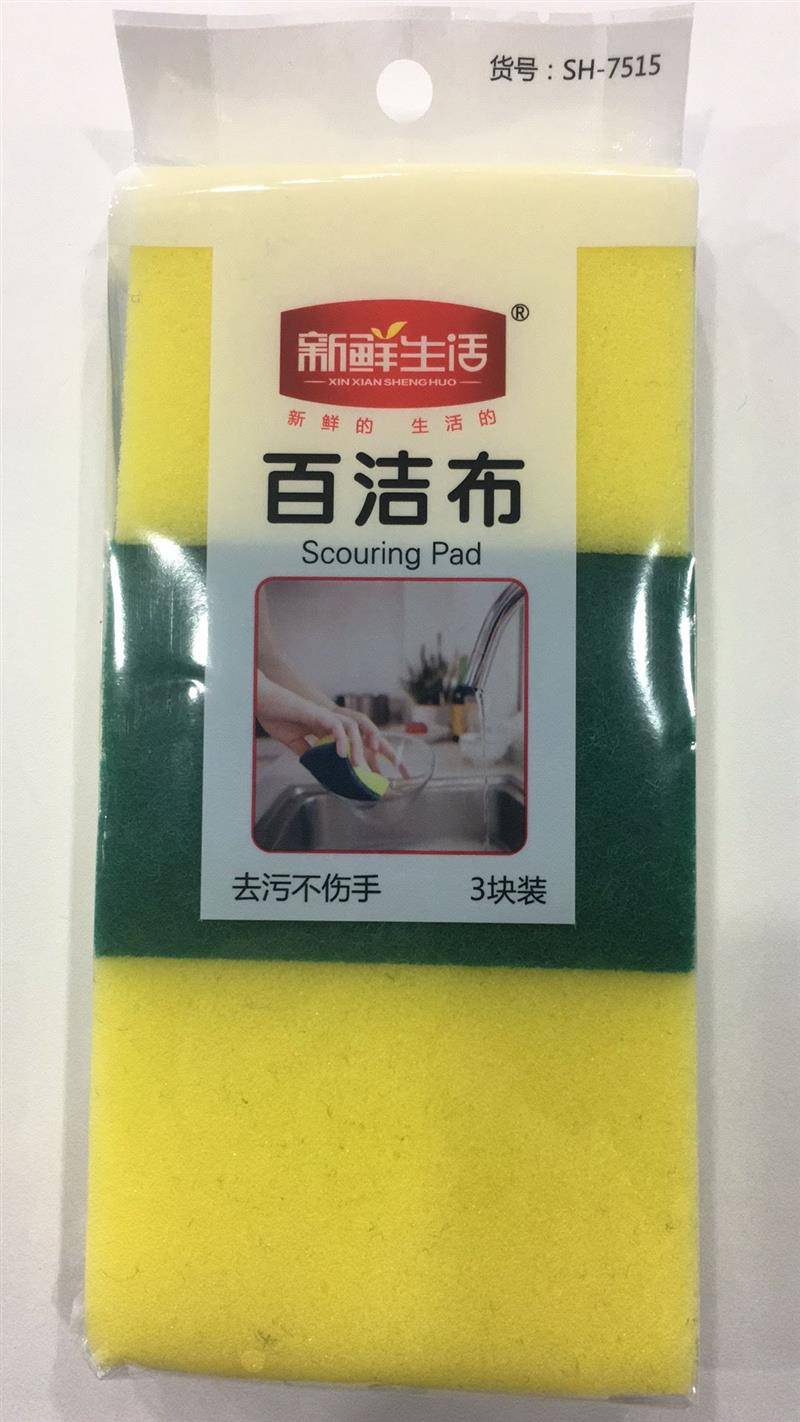 货号：SH-7515
新鲜生活®
XIN XIAN SHENG HUO
新鲜的 生活的
百洁布
Scouring Pad
去污不伤手 3块装